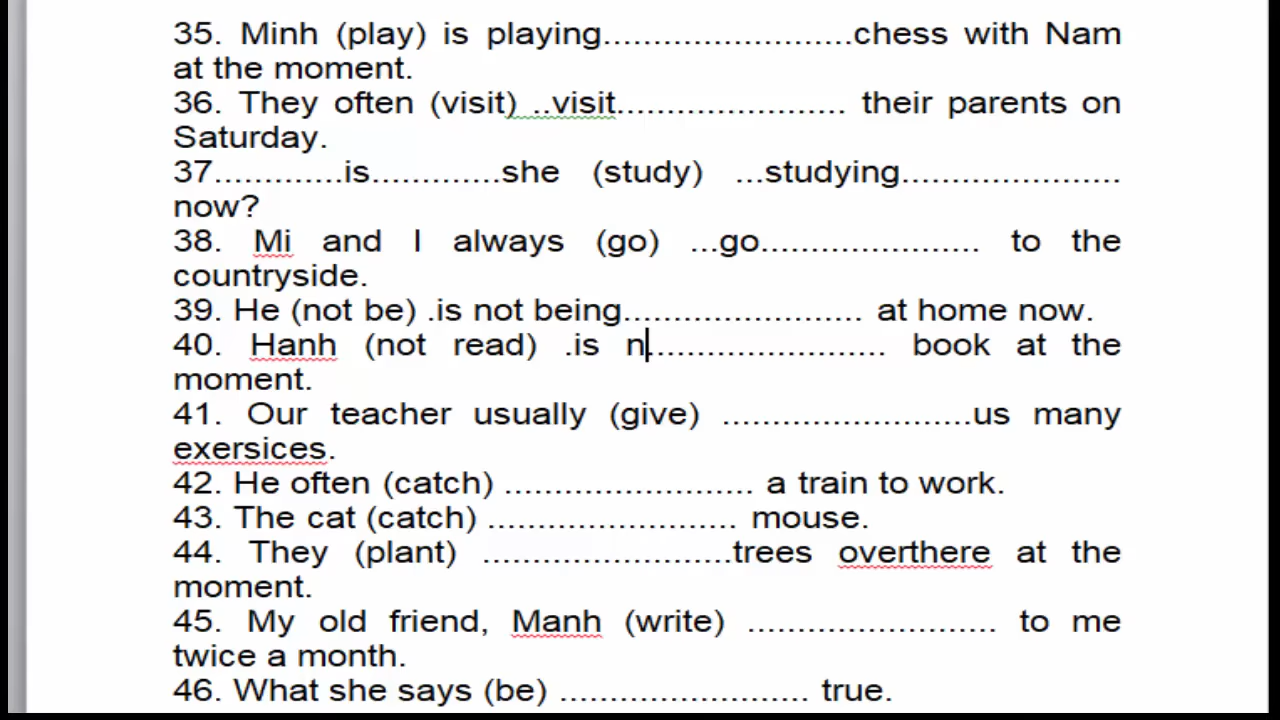 35. Minh (play) is playing.........................chess with Nam
at the moment.
36. They often (visit) ..visit....................... their parents on
Saturday.
37.............is.............she (study) ...studying......................
now?
38. Mi and I always (go) ...go...................... to the
countryside.
39. He (not be) .is not being........................ at home now.
40. Hanh (not read) .is n........................ book at the
moment.
41. Our teacher usually (give) .........................us many
exersices.
42. He often (catch) ......................... a train to work.
43. The cat (catch) ......................... mouse.
44. They (plant) .........................trees overthere at the
moment.
45. My old friend, Manh (write) ......................... to me
twice a month.
46. What she says (be) ......................... true.